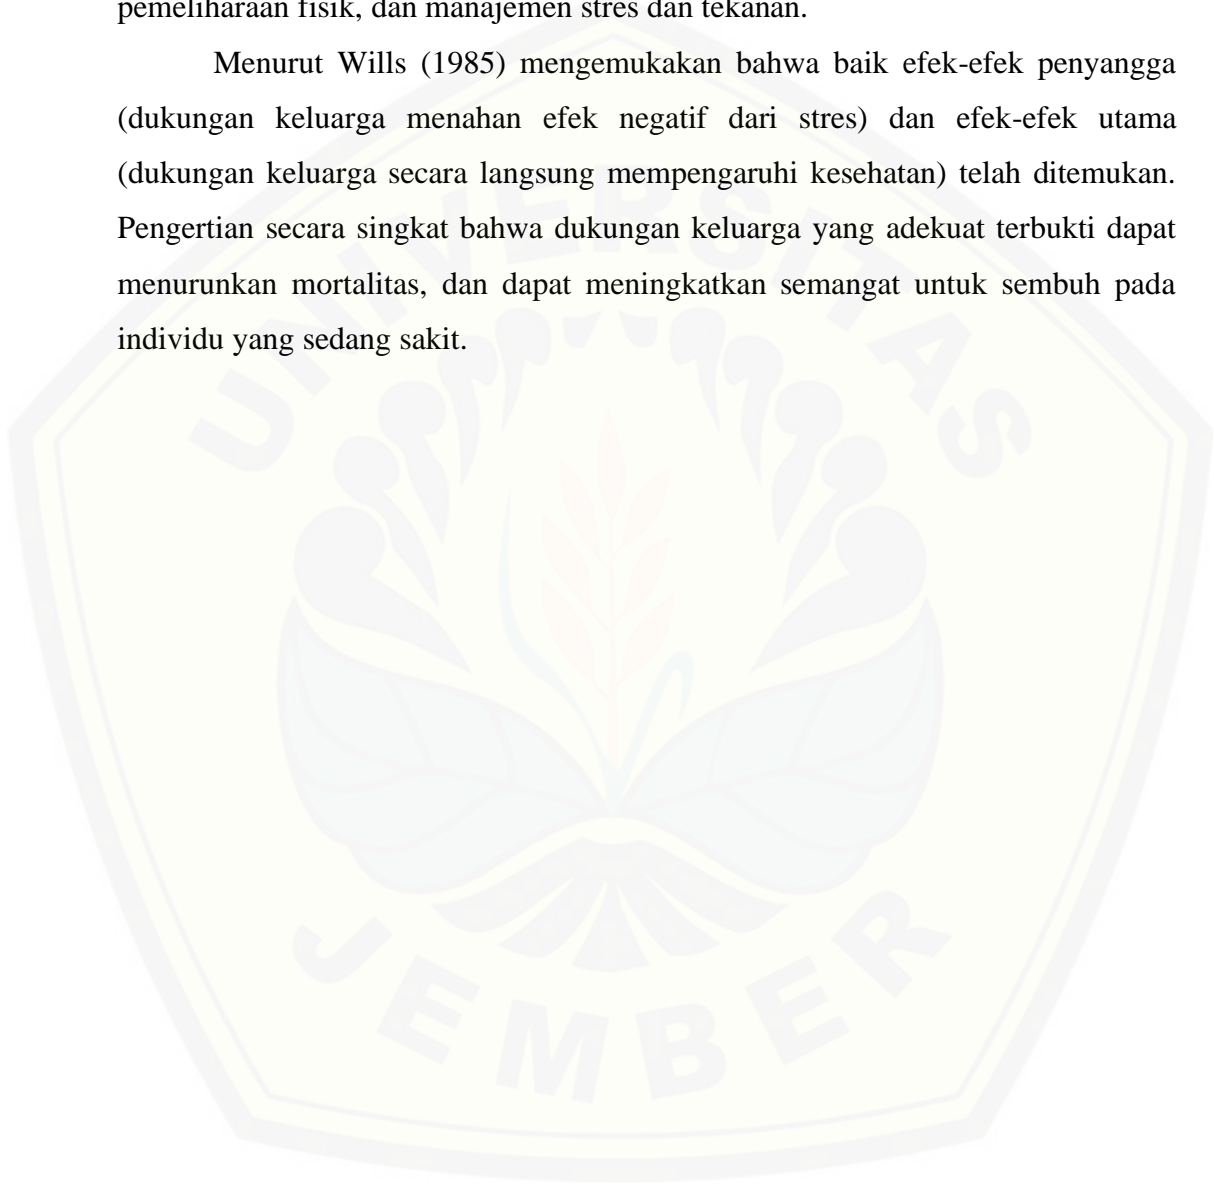 pemeliharaan fisik, dan manajemen stres dan tekanan.
Menurut Wills (1985) mengemukakan bahwa baik efek-efek penyangga
(dukungan keluarga menahan efek negatif dari stres) dan efek-efek utama
(dukungan keluarga secara langsung mempengaruhi kesehatan) telah ditemukan.
Pengertian secara singkat bahwa dukungan keluarga yang adekuat terbukti dapat
menurunkan mortalitas, dan dapat meningkatkan semangat untuk sembuh pada
individu yang sedang sakit.
UNIVERSITAS
JEMBER